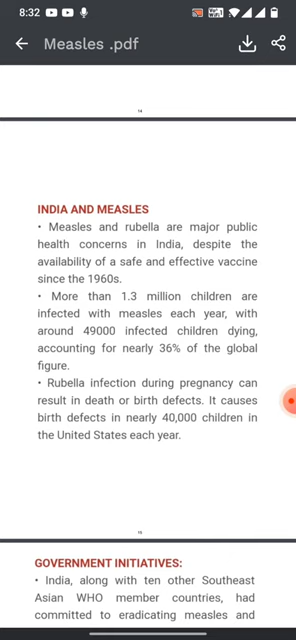 8:32
Measles .pdf
14
INDIA AND MEASLES
• Measles and rubella are major public
health concerns in India, despite the
availability of a safe and effective vaccine
since the 1960s.
• More than 1.3 million children are
infected with measles each year, with
around 49000 infected children dying,
accounting for nearly 36% of the global
figure.
• Rubella infection during pregnancy can
result in death or birth defects. It causes
birth defects in nearly 40,000 children in
the United States each year.
GOVERNMENT INITIATIVES:
• India, along with ten other Southeast
Asian WHO member countries, had
committed to eradicating measles and